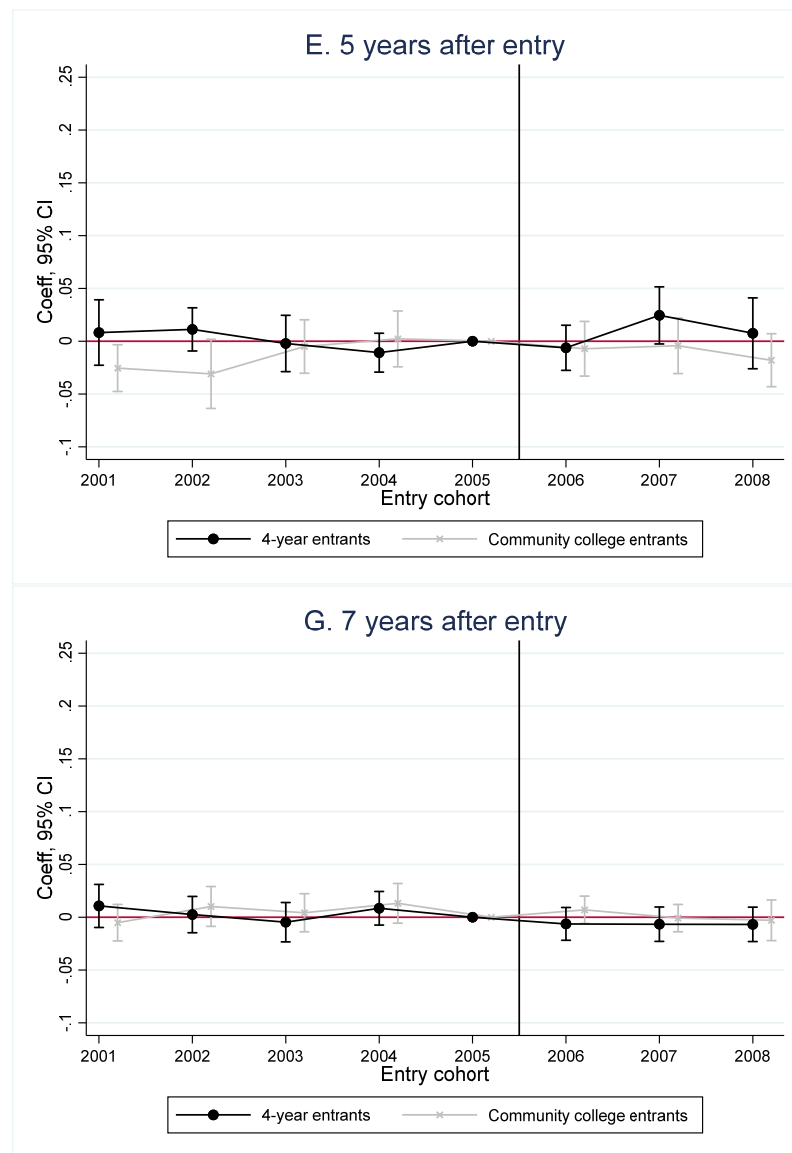 E. 5 years after entry
Coeff, 95% CI
.25
.2
.15
.1
.05
0
-.05
-.1
2001 2002 2003 2004 2005 2006 2007 2008
Entry cohort
4-year entrants Community college entrants
G. 7 years after entry
Coeff, 95% CI
.25
.2
.15
.1
.05
0
-.05
-.1
2001 2002 2003 2004 2005 2006 2007 2008
Entry cohort
4-year entrants Community college entrants